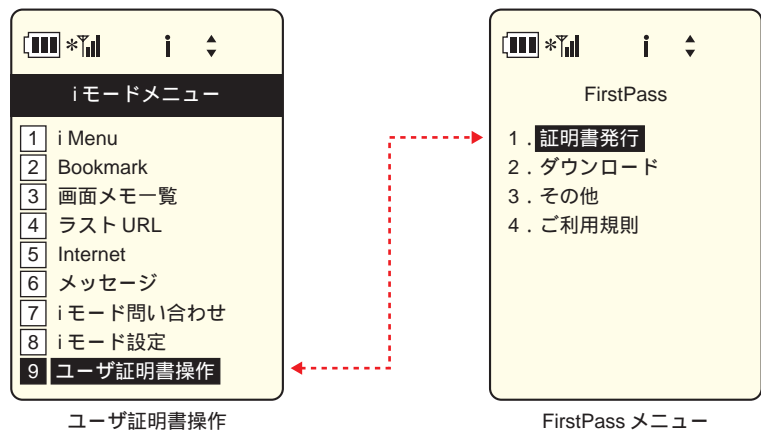 i
iモードメニュー
1 i Menu
2 Bookmark
3 画面メモ一覧
4 ラスト URL
5 Internet
6 メッセージ
7 iモード問い合わせ
8 iモード設定
9 ユーザ証明書操作
ユーザ証明書操作
i
FirstPass
1．証明書発行
2．ダウンロード
3．その他
4．ご利用規則
FirstPass メニュー